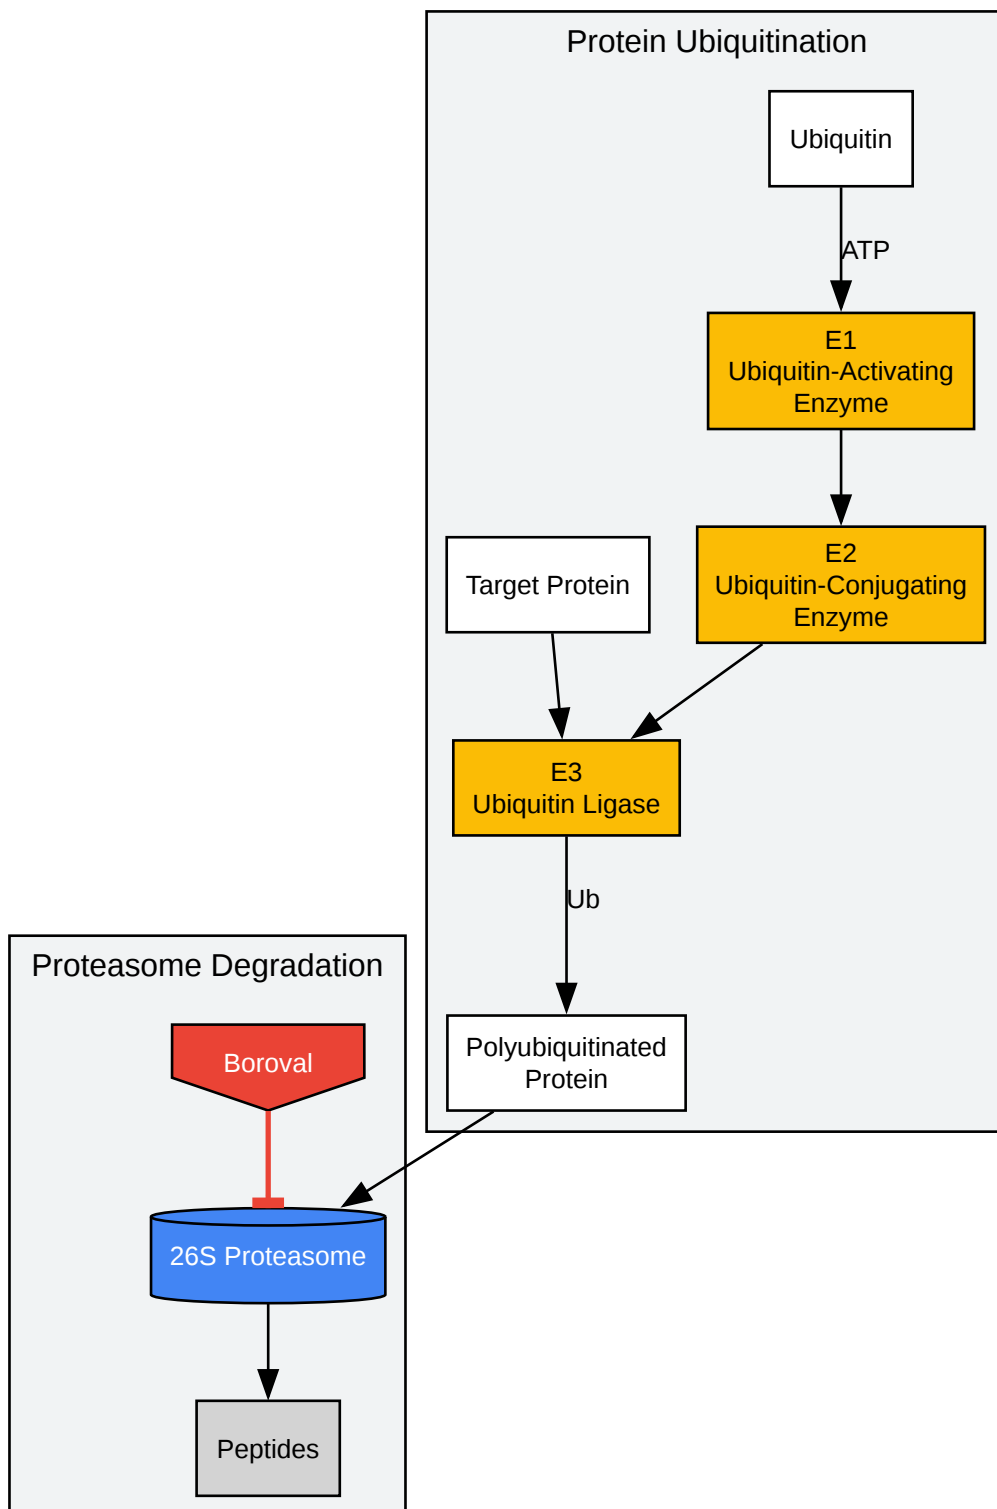 Protein Ubiquitination
Ubiquitin
ATP
E1
Ubiquitin-Activating
Enzyme
E2
Ubiquitin-Conjugating
Enzyme
Target Protein
E3
Ubiquitin Ligase
Ub
Polyubiquitinated
Protein
Proteasome Degradation
Boroval
26S Proteasome
Peptides